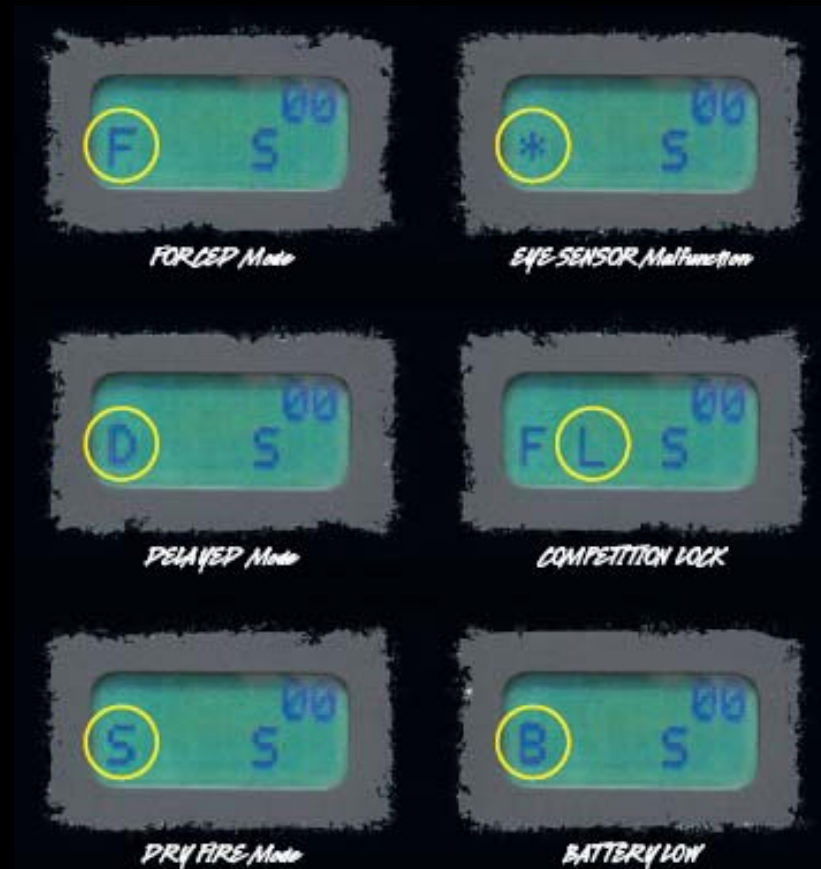 00
F S
FORCED Mode
00
* S
EYE SENSOR Malfunction
00
D S
DELAYED Mode
00
F L S
COMPETITION LOCK
00
S S
DRY FIRE Mode
00
B S
BATTERY LOW